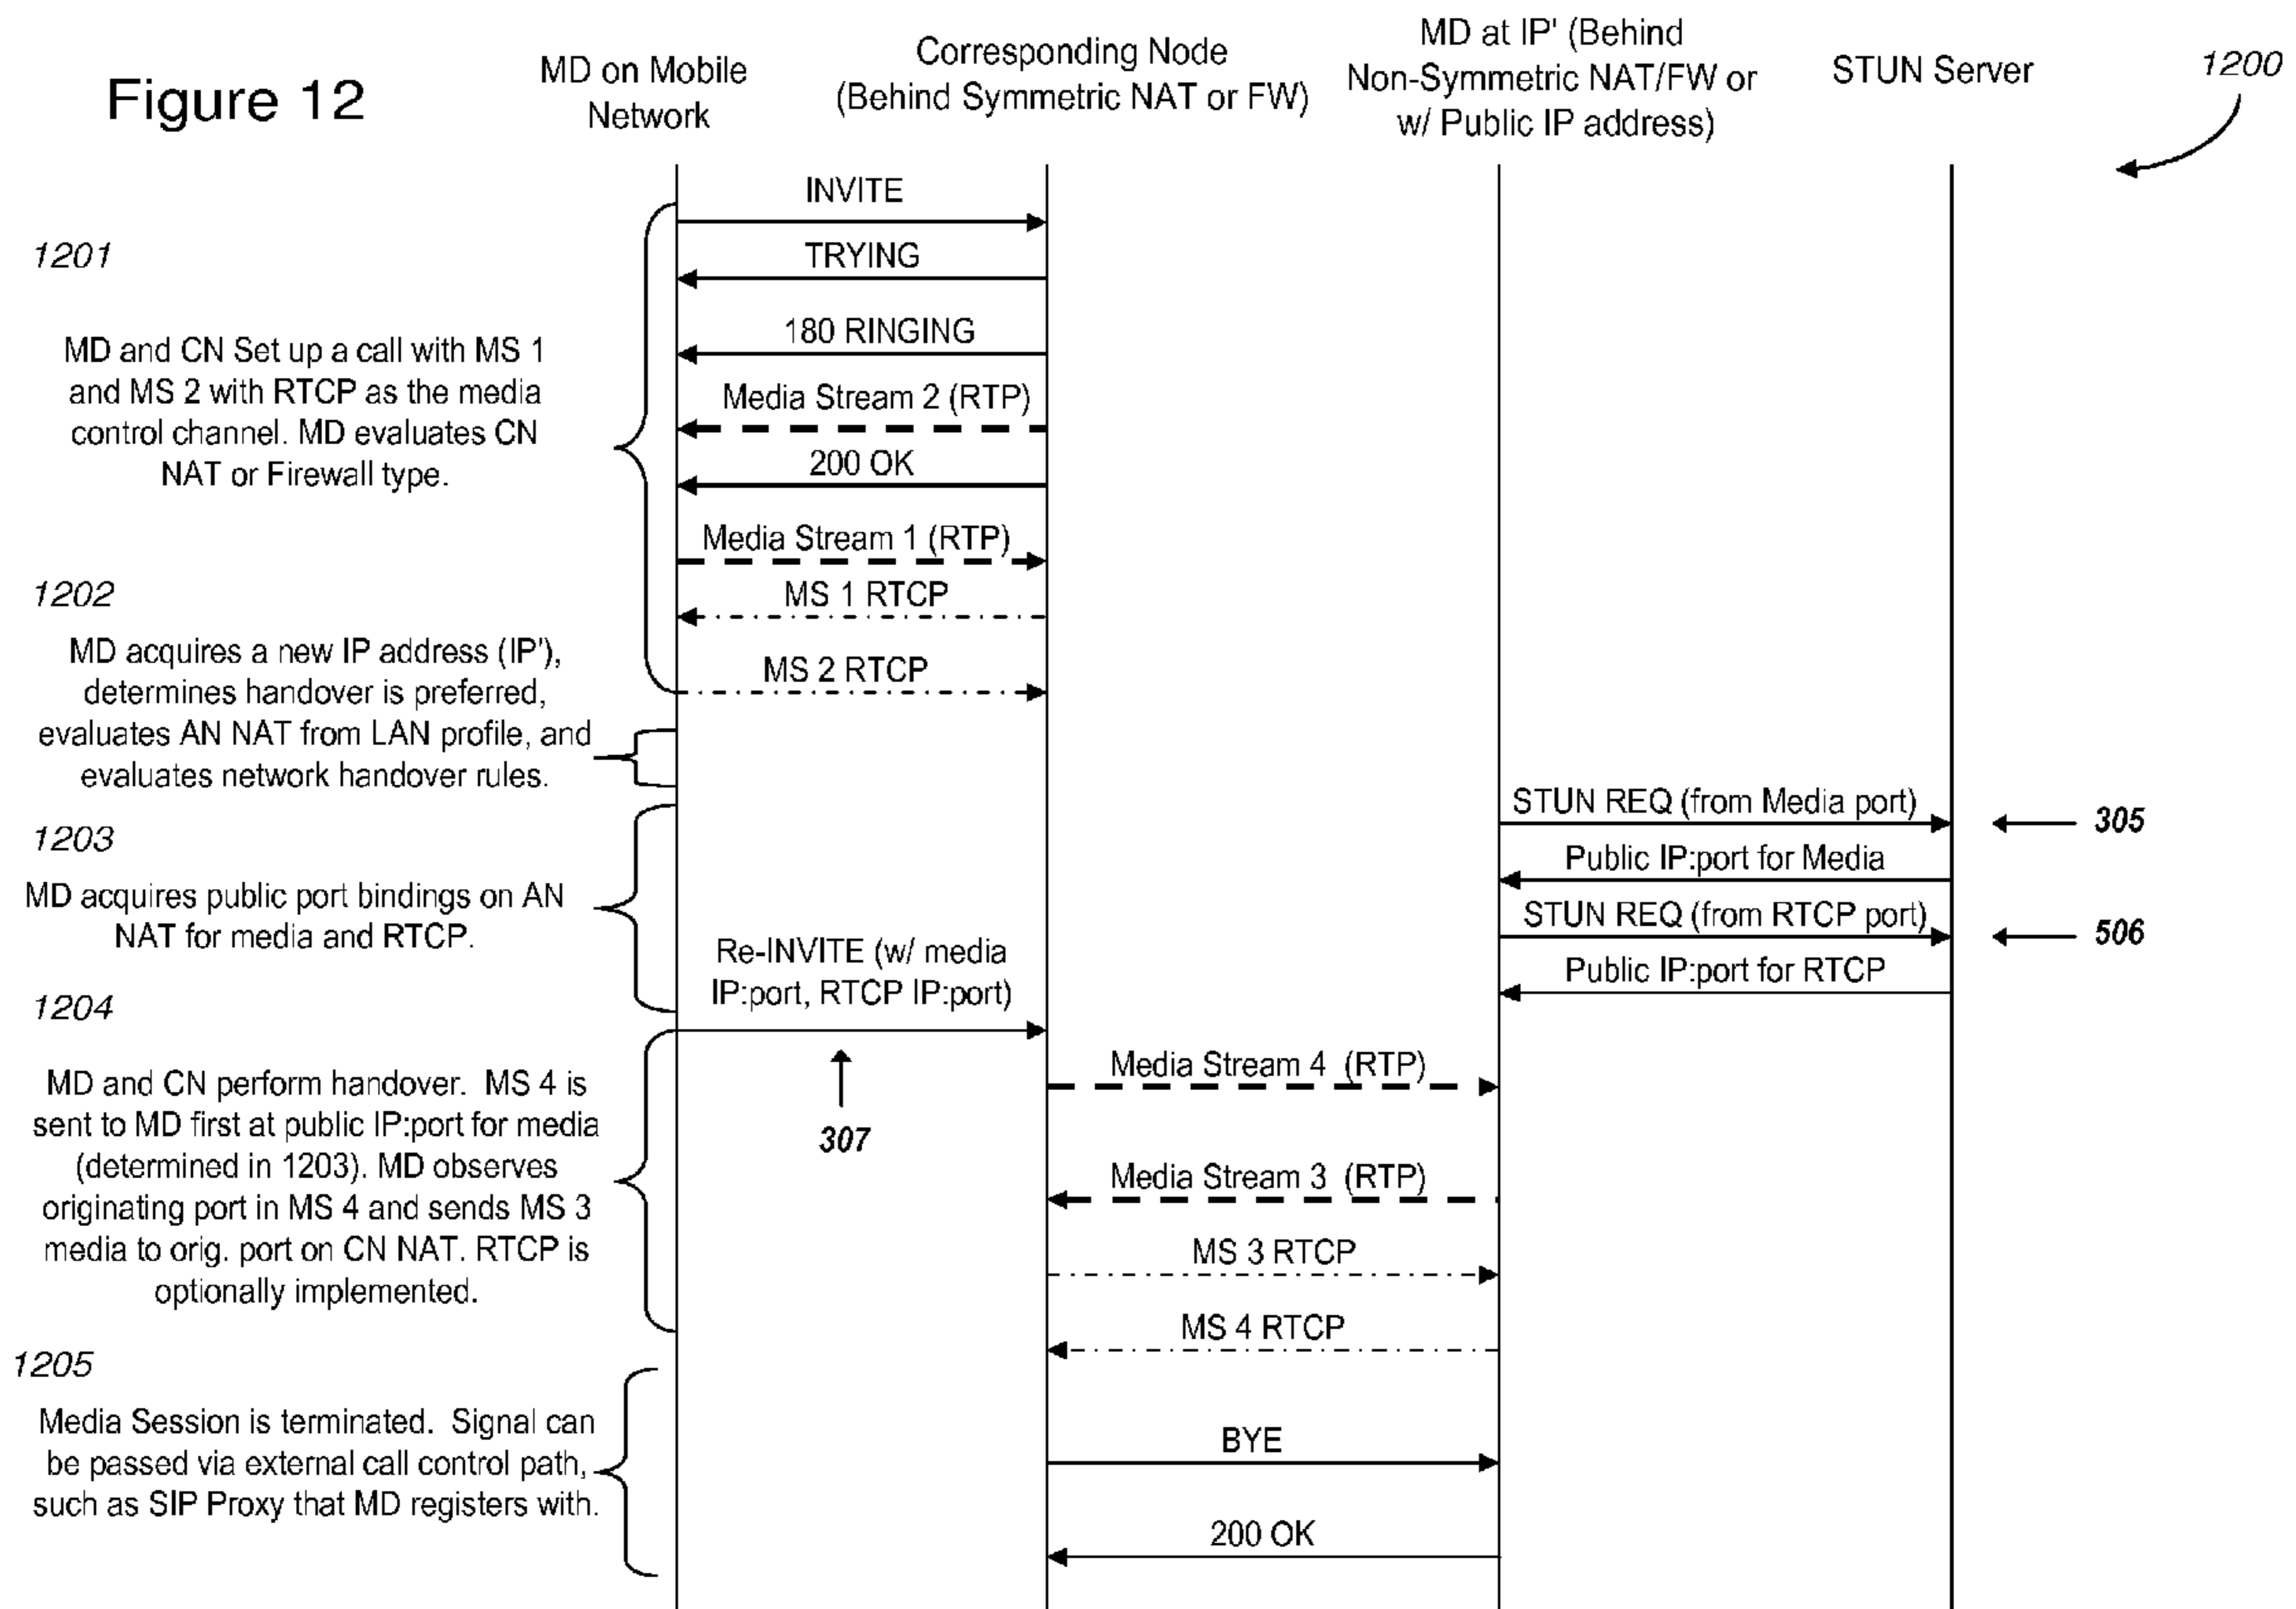 Figure 12
MD on Mobile
Network
Corresponding Node
(Behind Symmetric NAT or FW)
MD at IP' (Behind
Non-Symmetric NAT/FW or
w/ Public IP address)
STUN Server
1200
INVITE
TRYING
180 RINGING
Media Stream 2 (RTP)
200 OK
Media Stream 1 (RTP)
MS 1 RTCP
MS 2 RTCP
1201
MD and CN Set up a call with MS 1
and MS 2 with RTCP as the media
control channel. MD evaluates CN
NAT or Firewall type.
1202
MD acquires a new IP address (IP'),
determines handover is preferred,
evaluates AN NAT from LAN profile, and
evaluates network handover rules.
STUN REQ (from Media port)
305
Public IP:port for Media
STUN REQ (from RTCP port)
506
Public IP:port for RTCP
1203
MD acquires public port bindings on AN
NAT for media and RTCP.
Re-INVITE (w/ media
IP:port, RTCP IP:port)
307
1204
MD and CN perform handover. MS 4 is
sent to MD first at public IP:port for media
(determined in 1203). MD observes
originating port in MS 4 and sends MS 3
media to orig. port on CN NAT. RTCP is
optionally implemented.
Media Stream 4 (RTP)
Media Stream 3 (RTP)
MS 3 RTCP
MS 4 RTCP
1205
Media Session is terminated. Signal can
be passed via external call control path,
such as SIP Proxy that MD registers with.
BYE
200 OK